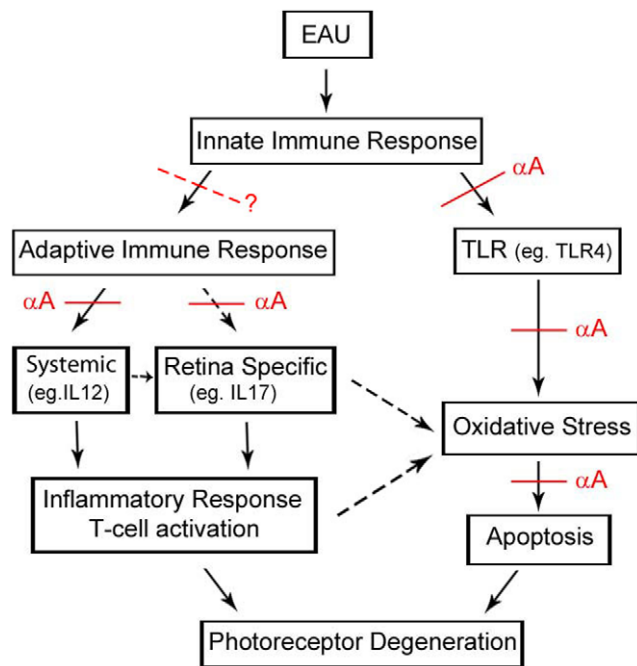 EAU
Innate Immune Response
?
αA
Adaptive Immune Response
TLR (eg. TLR4)
αA
αA
αA
Systemic
(eg.IL12)
Retina Specific
(eg. IL17)
Oxidative Stress
αA
Inflammatory Response
T-cell activation
Apoptosis
Photoreceptor Degeneration